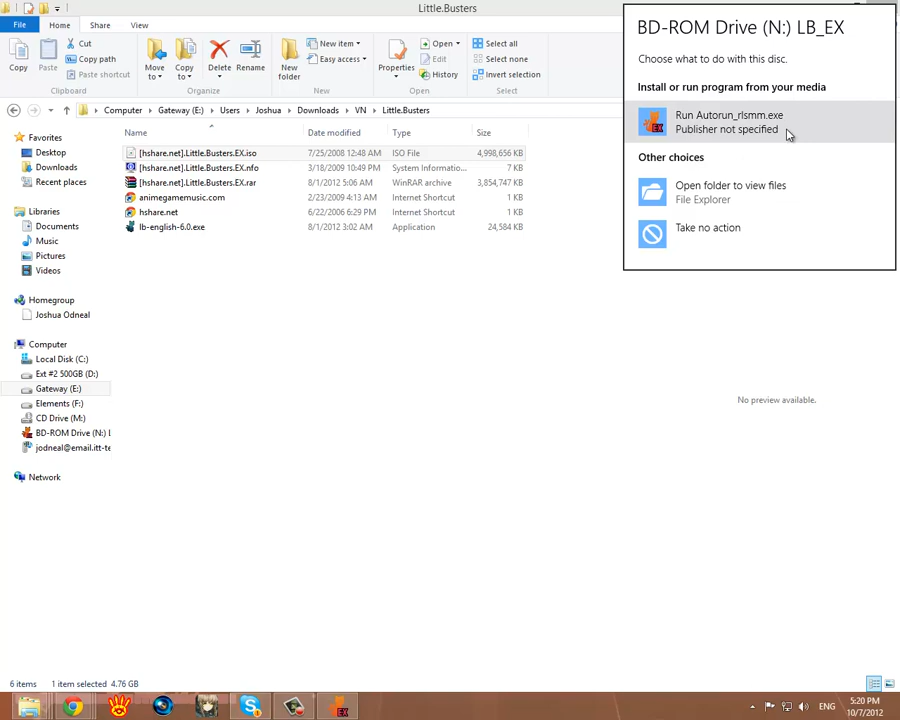 Little.Busters
File
Home
Share
View
Copy
Paste
Cut
Copy path
Paste shortcut
Clipboard
Move to
Copy to
Delete
Rename
Organize
New folder
New item
Easy access
New
Properties
Open
Edit
History
Open
Select all
Select none
Invert selection
Select
Computer
Gateway (E:)
Users
Joshua
Downloads
VN
Little.Busters
Name Date modified Type Size
[hshare.net].Little.Busters.EX.iso 7/25/2008 12:48 AM ISO File 4,998,656 KB
[hshare.net].Little.Busters.EX.nfo 3/18/2009 10:49 PM System Informatio... 7 KB
[hshare.net].Little.Busters.EX.rar 8/1/2012 5:06 AM WinRAR archive 3,854,747 KB
animegamemusic.com 2/23/2009 4:13 AM Internet Shortcut 1 KB
hshare.net 6/22/2006 6:29 PM Internet Shortcut 1 KB
lb-english-6.0.exe 8/1/2012 3:02 AM Application 24,584 KB
Favorites
Desktop
Downloads
Recent places
Libraries
Documents
Music
Pictures
Videos
Homegroup
Joshua Odneal
Computer
Local Disk (C:)
Ext #2 500GB (D:)
Gateway (E:)
Elements (F:)
CD Drive (M:)
BD-ROM Drive (N:) L
jodneal@email.itt-te
Network
BD-ROM Drive (N:) LB_EX
Choose what to do with this disc.
Install or run program from your media
EX
Run Autorun_rlsmm.exe
Publisher not specified
Other choices
Open folder to view files
File Explorer
Take no action
No preview available.
6 items 1 item selected 4.76 GB
EX
ENG
5:20 PM
10/7/2012